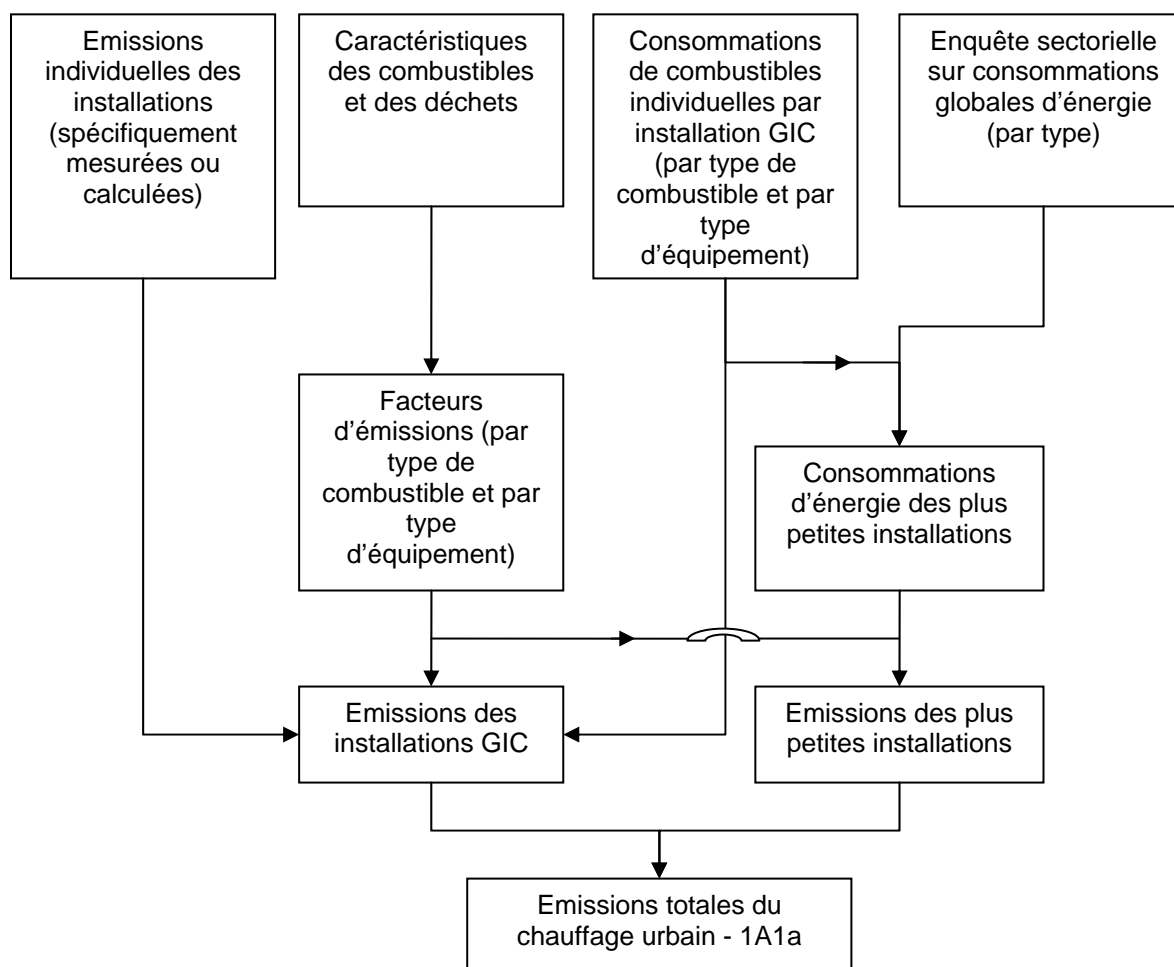 Emissions
individuelles des
installations
(spécifiquement
mesurées ou
calculées)
Caractéristiques
des combustibles
et des déchets
Consommations
de combustibles
individuelles par
installation GIC
(par type de
combustible et par
type
d’équipement)
Enquête sectorielle
sur consommations
globales d’énergie
(par type)
Facteurs
d’émissions (par
type de
combustible et par
type
d’équipement)
Consommations
d’énergie des plus
petites installations
Emissions des
installations GIC
Emissions des plus
petites installations
Emissions totales du
chauffage urbain - 1A1a